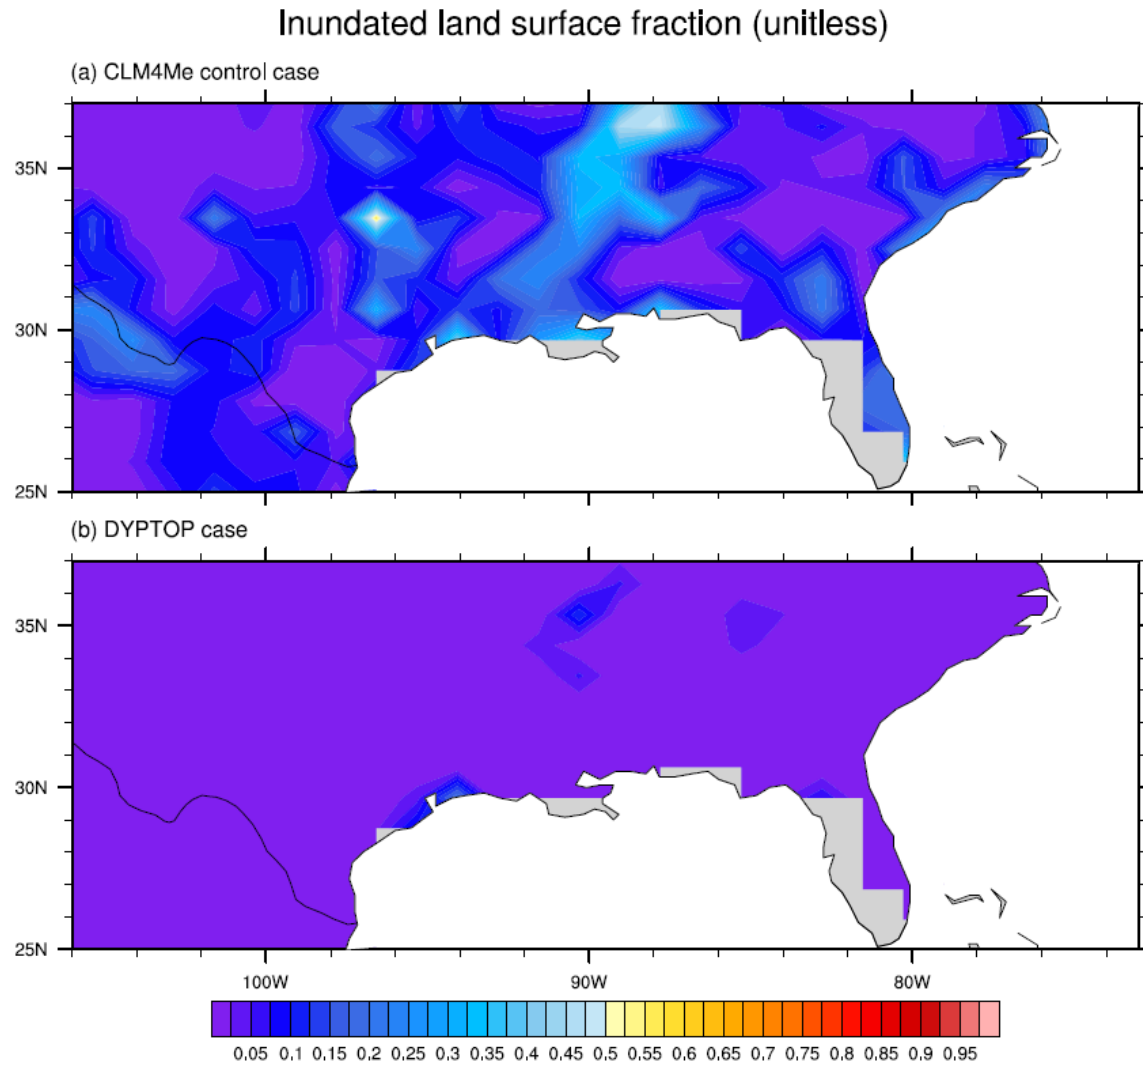 Inundated land surface fraction (unitless)
(a) CLM4Me control case
35N
30N
25N
(b) DYPTOP case
35N
30N
25N
100W 90W 80W
0.05 0.1 0.15 0.2 0.25 0.3 0.35 0.4 0.45 0.5 0.55 0.6 0.65 0.7 0.75 0.8 0.85 0.9 0.95